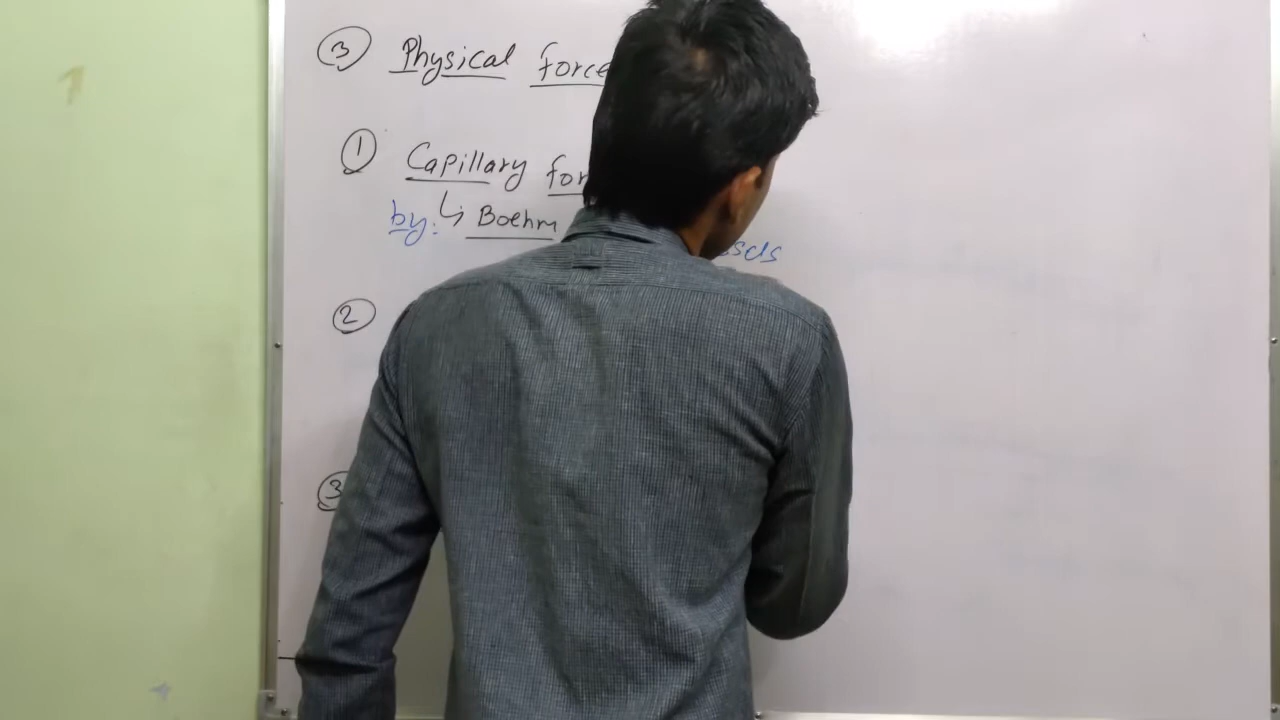 ③ Physical force
① Capillary for
by: ↳ Boehm
②
③